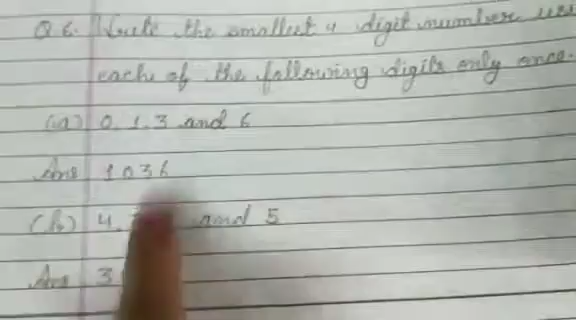 Q 6. Write the smallest 4 digit number
each of the following digits only once.
(a) 0, 1, 3 and 6
Ans 1036
(b) 4, and 5
Ans 3